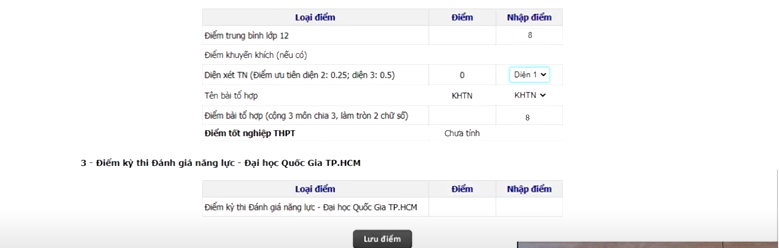 Loại điểm Điểm Nhập điểm
Điểm trung bình lớp 12 8
Điểm khuyến khích (nếu có)
Diện xét TN (Điểm ưu tiên diện 2: 0.25; diện 3: 0.5) 0 Diện 1
Tên bài tổ hợp KHTN KHTN
Điểm bài tổ hợp (cộng 3 môn chia 3, làm tròn 2 chữ số) 8
Điểm tốt nghiệp THPT Chưa tính
3 - Điểm kỳ thi Đánh giá năng lực - Đại học Quốc Gia TP.HCM
Loại điểm Điểm Nhập điểm
Điểm kỳ thi Đánh giá năng lực - Đại học Quốc Gia TP.HCM
Lưu điểm